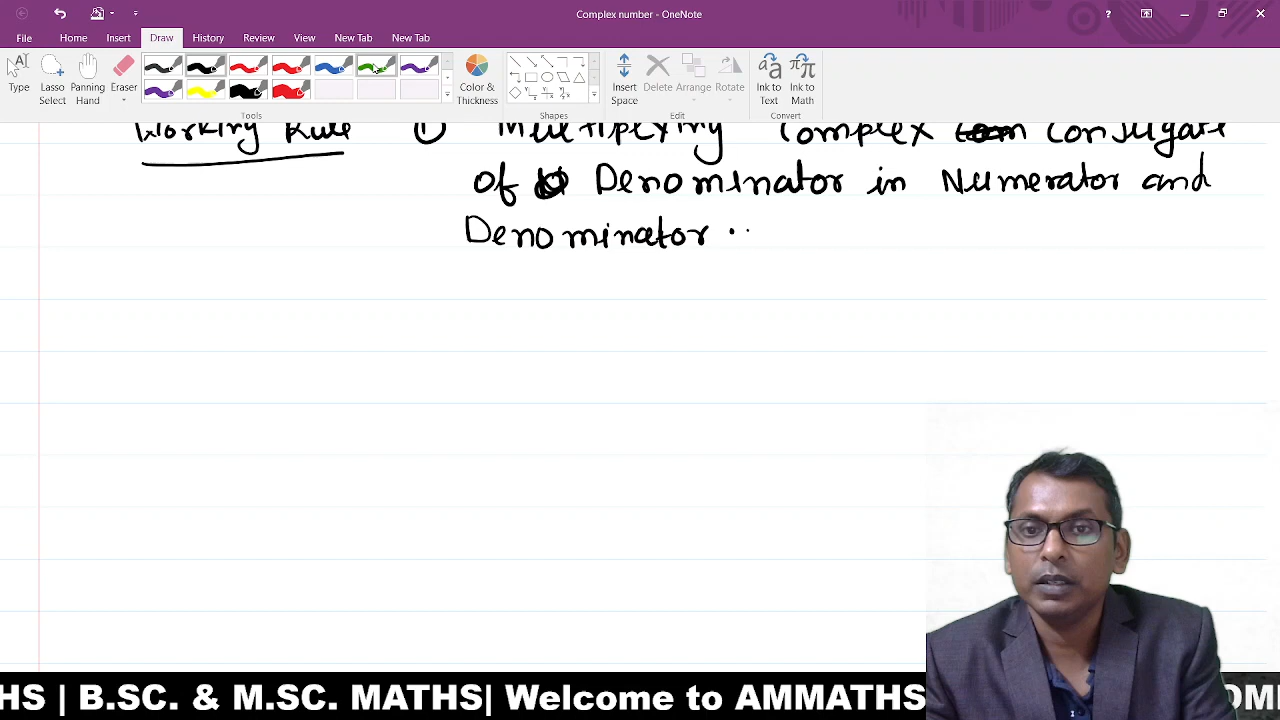 Complex number - OneNote
File Home Insert Draw History Review View New Tab New Tab
Type Lasso Select Panning Hand Eraser Color & Thickness Insert Space Delete Arrange Rotate Ink to Text Ink to Math
Tools Shapes Edit Convert
Working Rule ① Multiplexing Complex Conjugate
of Denominator in Numerator and
Denominator ..
HS | B.SC. & M.SC. MATHS| Welcome to AMMATHS